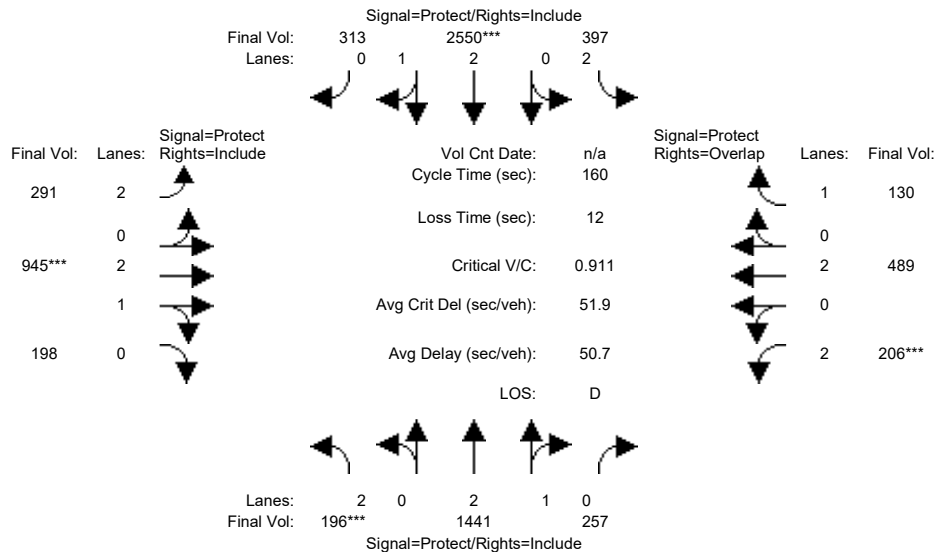 Signal=Protect/Rights=Include
Final Vol: 313 2550*** 397
Lanes: 0 1 2 0 2
Signal=Protect
Final Vol: Lanes: Rights=Include
Vol Cnt Date: n/a
Signal=Protect
Rights=Overlap Lanes: Final Vol:
Cycle Time (sec): 160
291 2
1 130
Loss Time (sec): 12
0
0
945*** 2
Critical V/C: 0.911
2 489
1
Avg Crit Del (sec/veh): 51.9
0
198 0
Avg Delay (sec/veh): 50.7
2 206***
LOS: D
Lanes: 2 0 2 1 0
Final Vol: 196*** 1441 257
Signal=Protect/Rights=Include